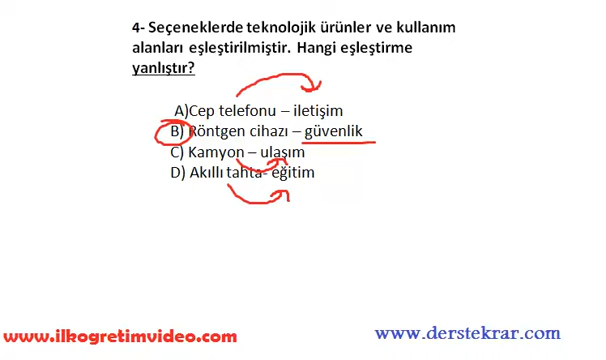 4- Seçeneklerde teknolojik ürünler ve kullanım
alanları eşleştirilmiştir. Hangi eşleştirme
yanlıştır?
A)Cep telefonu – iletişim
B) Röntgen cihazı – güvenlik
C) Kamyon – ulaşım
D) Akıllı tahta- eğitim
www.ilkogretimvideo.com
www.derstekrar.com